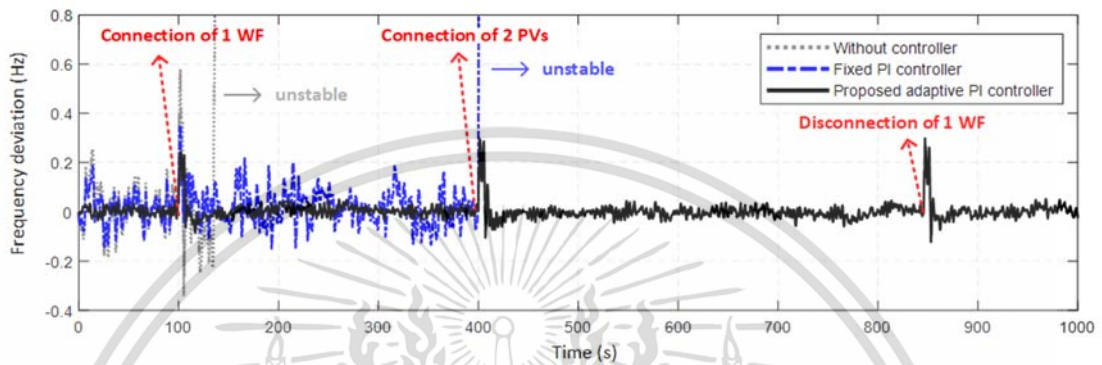 Connection of 1 WF
Connection of 2 PVs
unstable
unstable
Disconnection of 1 WF
Without controller
Fixed PI controller
Proposed adaptive PI controller
Frequency deviation (Hz)
0.8
0.6
0.4
0.2
0
-0.2
-0.4
0 100 200 300 400 500 600 700 800 900 1000
Time (s)